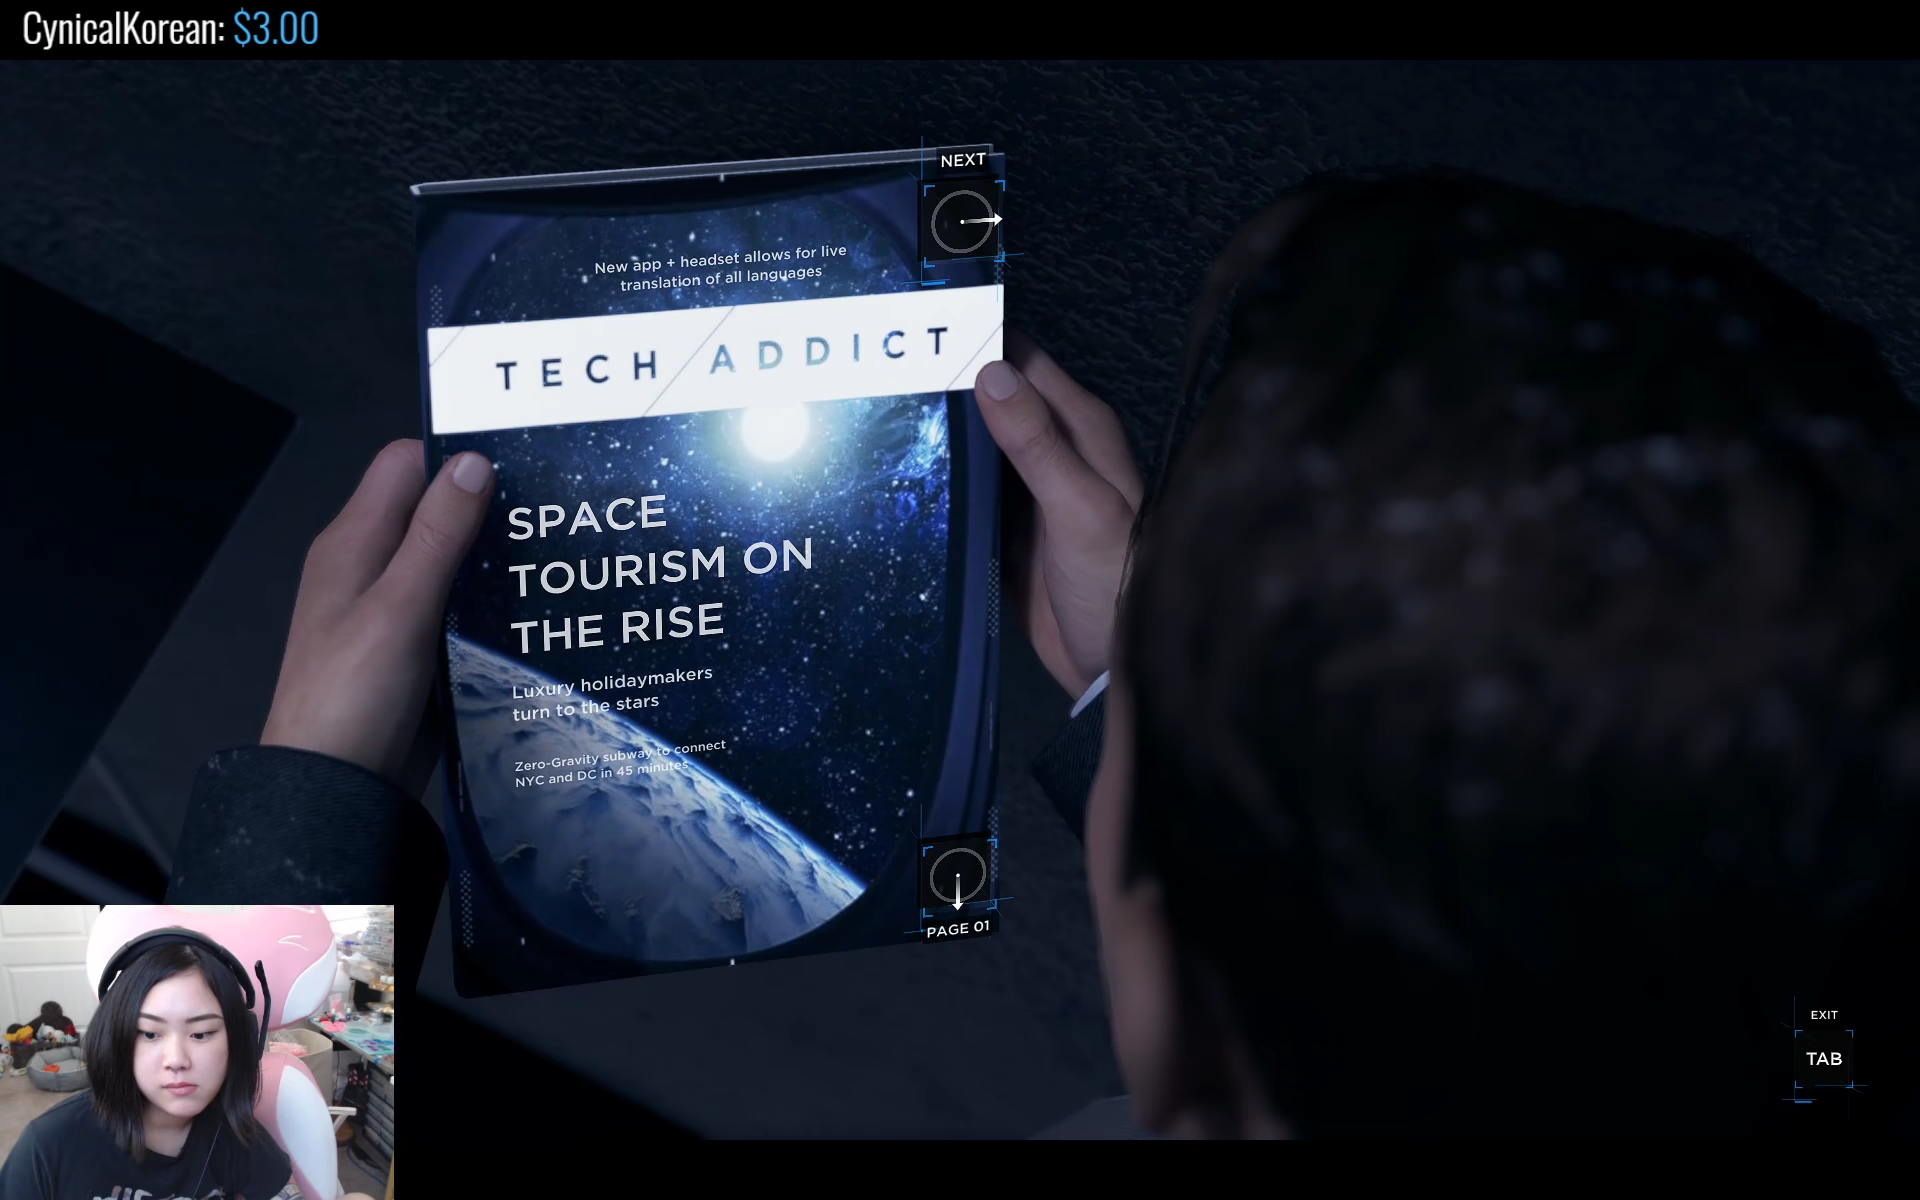 CynicalKorean: $3.00
NEXT
New app + headset allows for live
translation of all languages
TECH ADDICT
SPACE
TOURISM ON
THE RISE
Luxury holidaymakers
turn to the stars
Zero-Gravity subway to connect
NYC and DC in 45 minutes
PAGE 01
EXIT
TAB